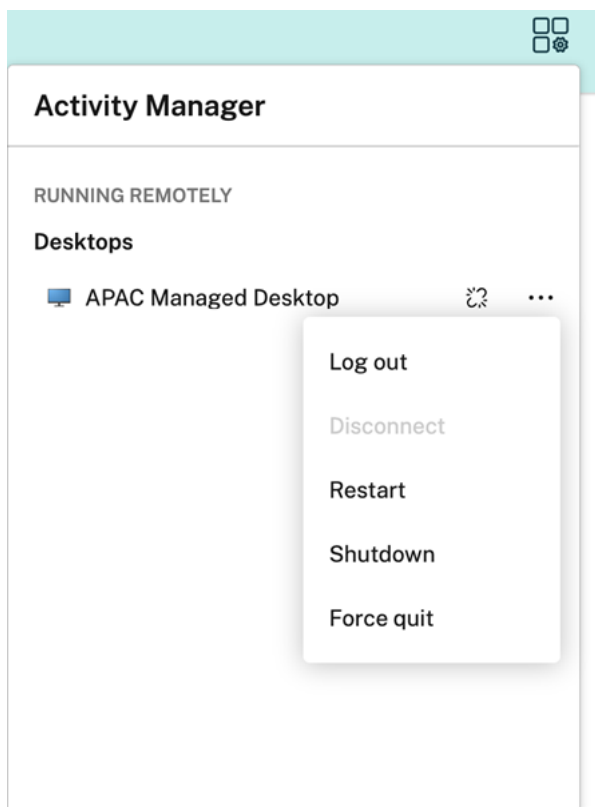 Activity Manager
RUNNING REMOTELY
Desktops
APAC Managed Desktop
Log out
Disconnect
Restart
Shutdown
Force quit